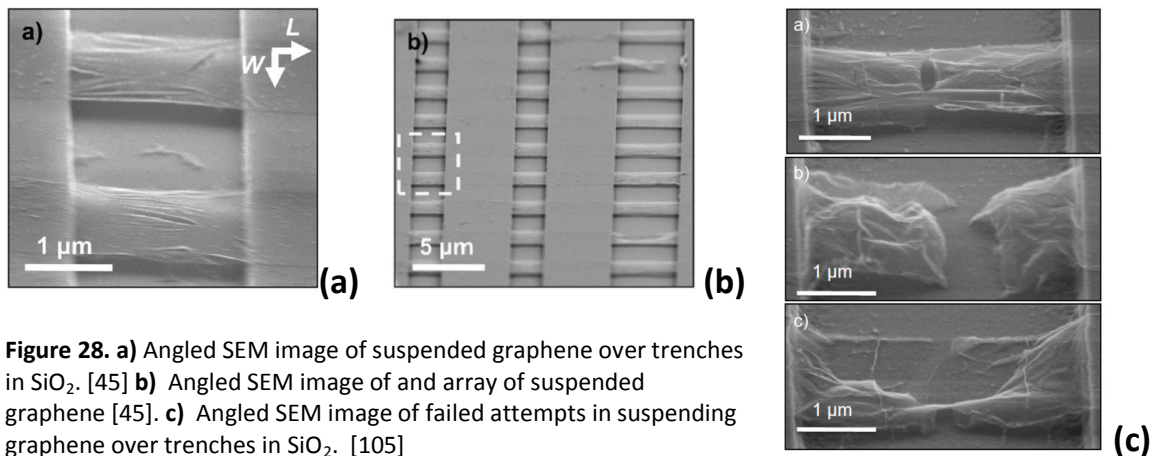 a)
L
W
1 µm
(a)
b)
5 µm
(b)
a)
1 µm
b)
1 µm
c)
1 µm
(c)
Figure 28. a) Angled SEM image of suspended graphene over trenches
in SiO₂. [45] b) Angled SEM image of and array of suspended
graphene [45]. c) Angled SEM image of failed attempts in suspending
graphene over trenches in SiO₂. [105]